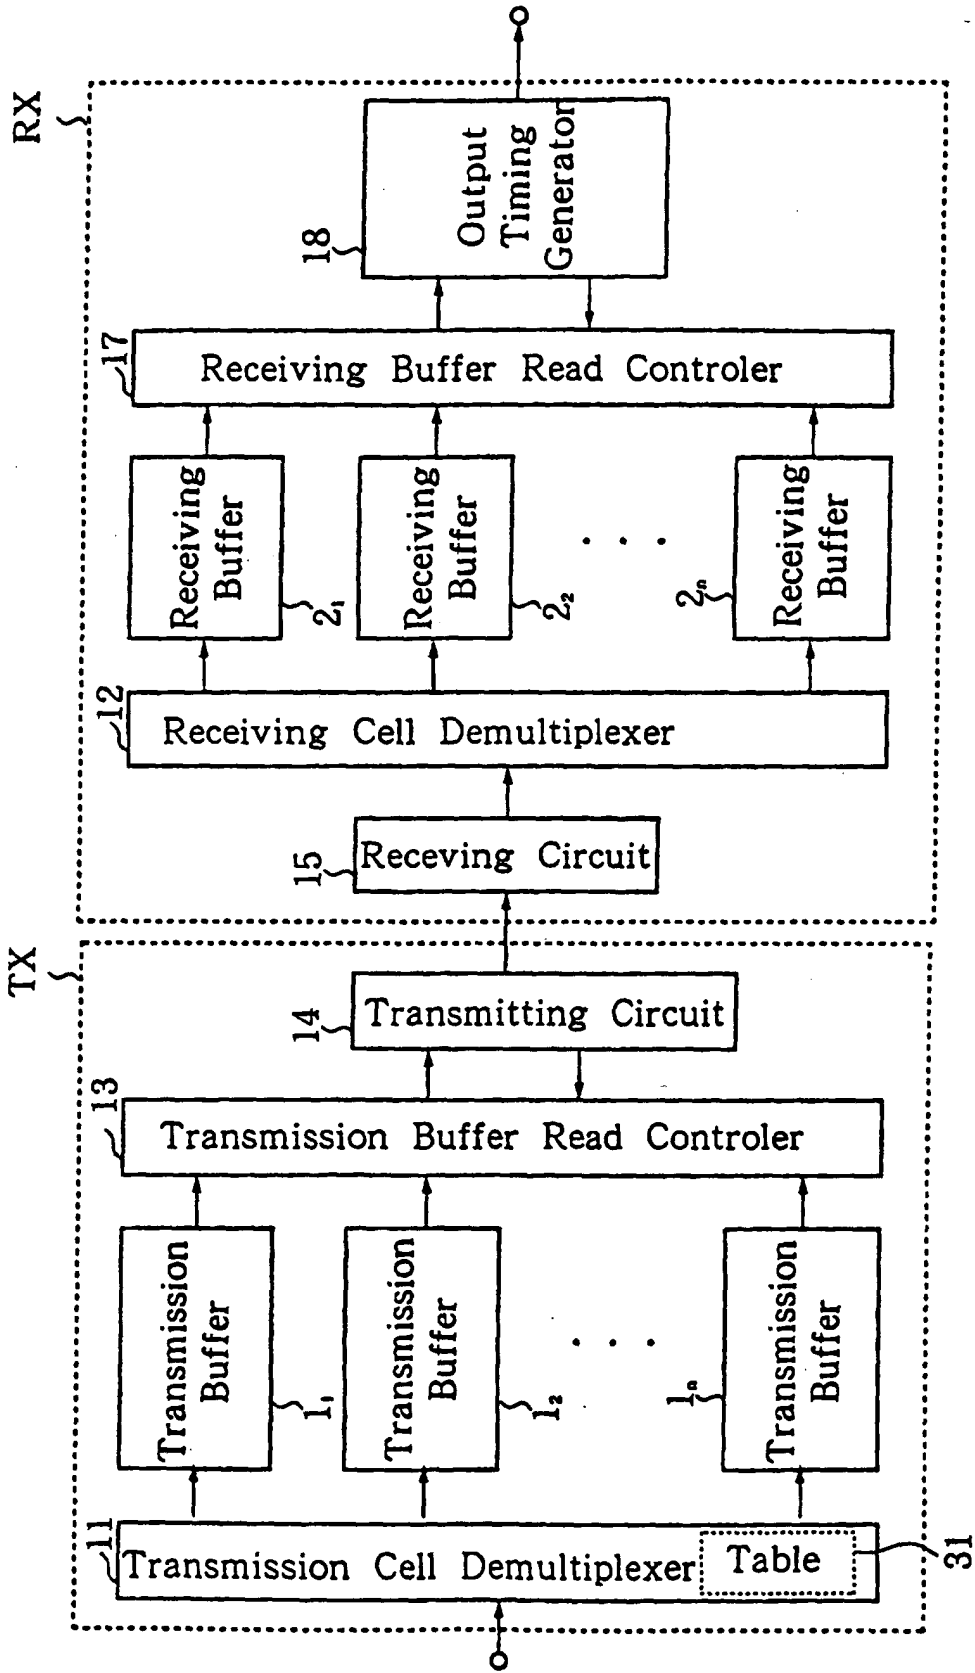 RX
18
Output
Timing
Generator
17
Receiving Buffer Read Controler
Receiving
Buffer
2₁
Receiving
Buffer
2₂
. . .
2ₙ
Receiving
Buffer
12
Receiving Cell Demultiplexer
15
Receving Circuit
TX
14
Transmitting Circuit
13
Transmission Buffer Read Controler
Transmission
Buffer
1₁
Transmission
Buffer
1₂
. . .
1ₙ
Transmission
Buffer
11
Transmission Cell Demultiplexer
Table
31